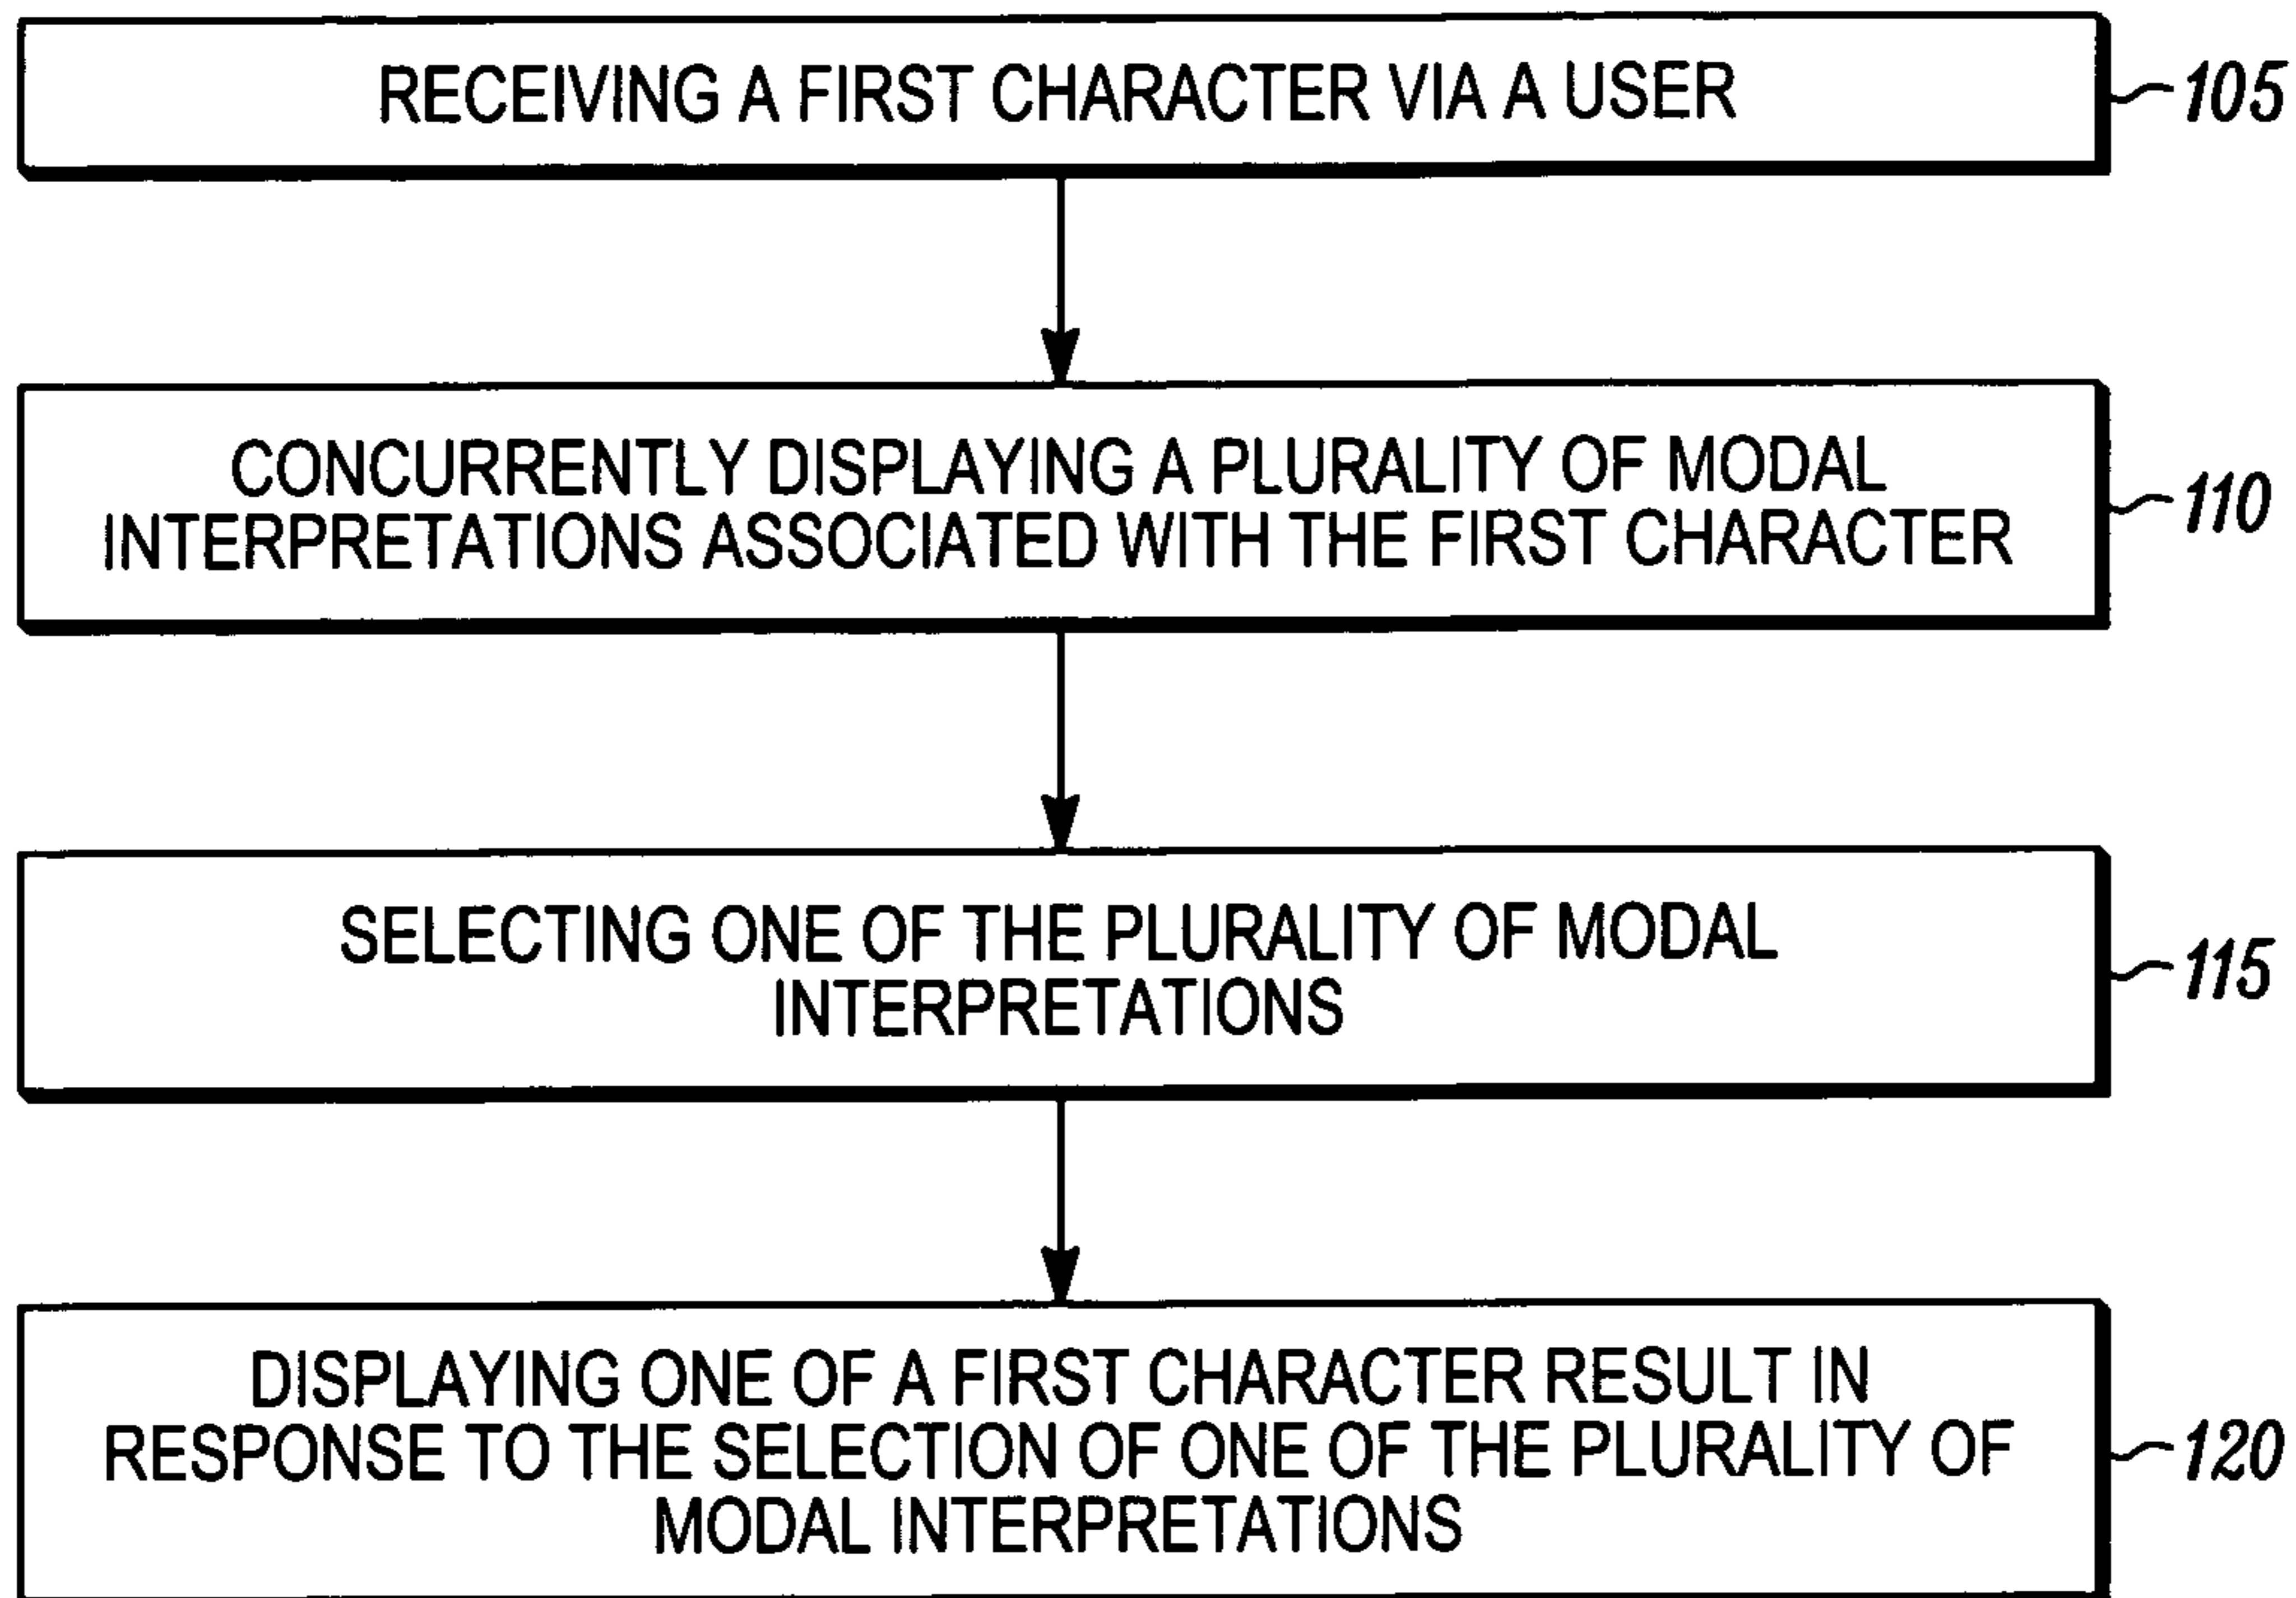 RECEIVING A FIRST CHARACTER VIA A USER
105
CONCURRENTLY DISPLAYING A PLURALITY OF MODAL
INTERPRETATIONS ASSOCIATED WITH THE FIRST CHARACTER
110
SELECTING ONE OF THE PLURALITY OF MODAL
INTERPRETATIONS
115
DISPLAYING ONE OF A FIRST CHARACTER RESULT IN
RESPONSE TO THE SELECTION OF ONE OF THE PLURALITY OF
MODAL INTERPRETATIONS
120